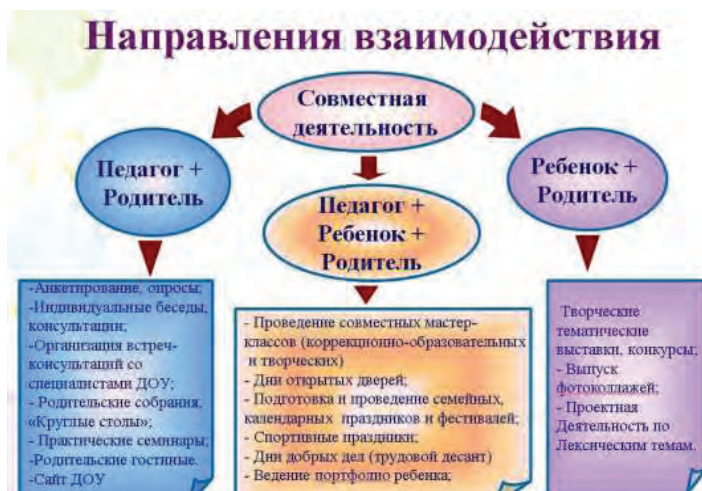 Направления взаимодействия
Совместная
деятельность
Педагог +
Родитель
Педагог +
Ребенок +
Родитель
Ребенок +
Родитель
-Анкетирование, опросы;
-Индивидуальные беседы,
консультации;
-Организация встреч-
консультаций со
специалистами ДОУ;
- Родительские собрания,
«Круглые столы»;
- Практические семинары;
-Родительские гостиные.
-Сайт ДОУ
- Проведение совместных мастер-
классов (коррекционно-образовательных
и творческих)
- Дни открытых дверей;
- Подготовка и проведение семейных,
календарных праздников и фестивалей;
- Спортивные праздники;
- Дни добрых дел (трудовой десант)
- Ведение портфолио ребенка;
Творческие
тематические
выставки, конкурсы;
- Выпуск
фотоколлажей;
- Проектная
Деятельность по
Лексическим темам.